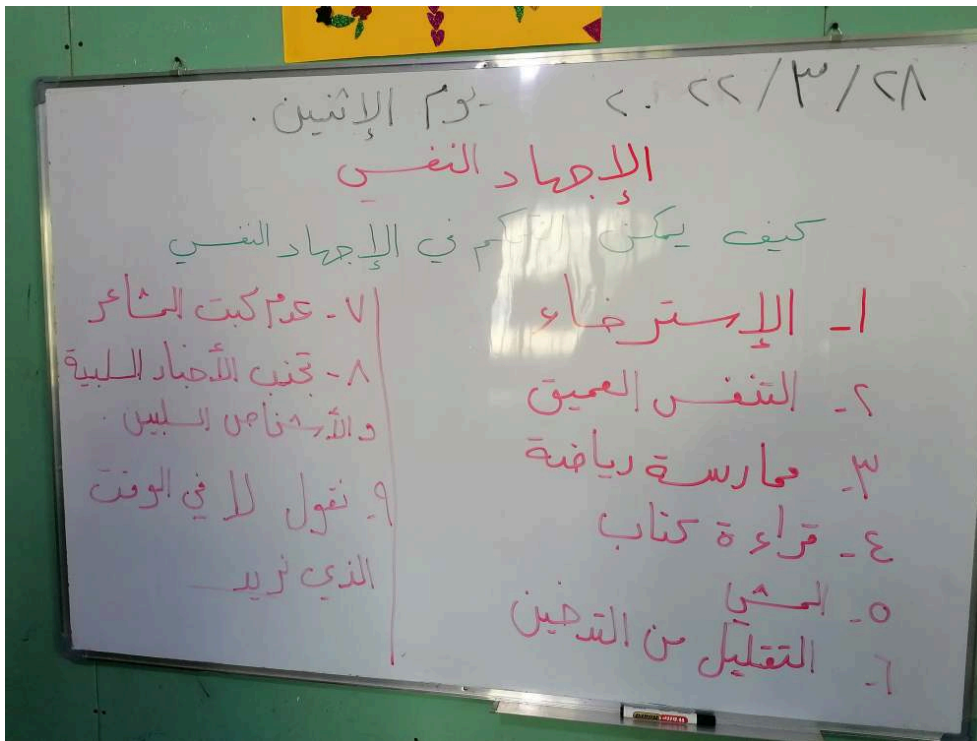 ٢٠٢٢/٣/٢٨ يوم الإثنين.
الإجهاد النفسي
كيف يمكن التحكم في الإجهاد النفسي
١- الإسترخاء
٢- التنفس العميق
٣- ممارسة رياضة
٤- قراءة كتاب
٥- المشي
٦- التقليل من التدخين
٧- عدم كبت المشاعر
٨- تجنب الأخبار السلبية
والأشخاص السلبين.
٩- نقول لا في الوقت
الذي نريد